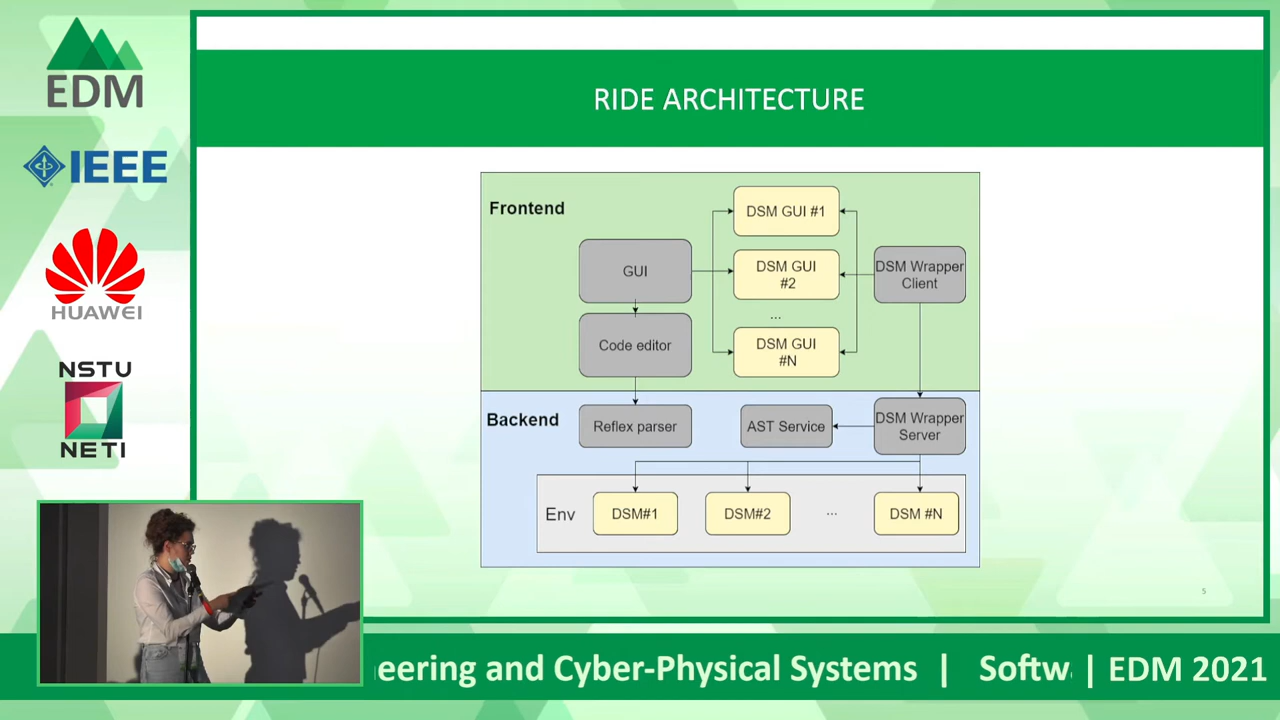 EDM
IEEE
HUAWEI
NSTU
NETI
RIDE ARCHITECTURE
Frontend
GUI
Code editor
DSM GUI #1
DSM GUI
#2
...
DSM GUI
#N
DSM Wrapper
Client
Backend
Reflex parser
AST Service
DSM Wrapper
Server
Env
DSM#1
DSM#2
...
DSM #N
5
neering and Cyber-Physical Systems | Softw | EDM 2021